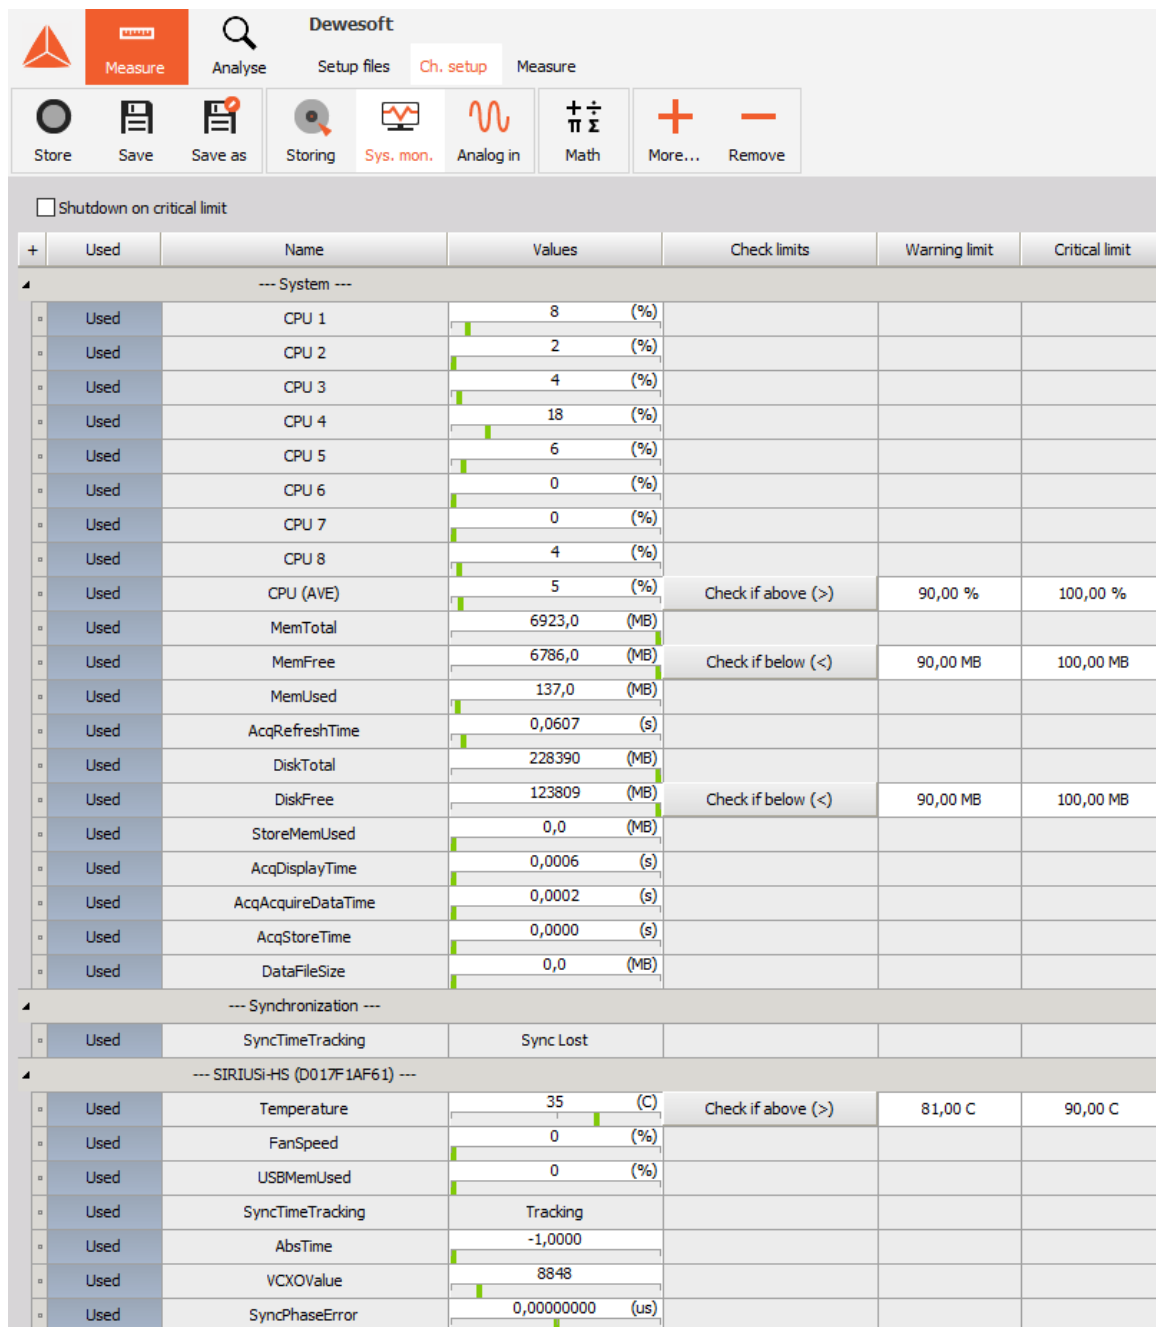 Dewesoft
Measure Analyse Setup files Ch. setup Measure
Store Save Save as Storing Sys. mon. Analog in Math More... Remove
Shutdown on critical limit
+ Used Name Values Check limits Warning limit Critical limit
--- System ---
Used CPU 1 8 (%)
Used CPU 2 2 (%)
Used CPU 3 4 (%)
Used CPU 4 18 (%)
Used CPU 5 6 (%)
Used CPU 6 0 (%)
Used CPU 7 0 (%)
Used CPU 8 4 (%)
Used CPU (AVE) 5 (%) Check if above (>) 90,00 % 100,00 %
Used MemTotal 6923,0 (MB)
Used MemFree 6786,0 (MB) Check if below (<) 90,00 MB 100,00 MB
Used MemUsed 137,0 (MB)
Used AcqRefreshTime 0,0607 (s)
Used DiskTotal 228390 (MB)
Used DiskFree 123809 (MB) Check if below (<) 90,00 MB 100,00 MB
Used StoreMemUsed 0,0 (MB)
Used AcqDisplayTime 0,0006 (s)
Used AcqAcquireDataTime 0,0002 (s)
Used AcqStoreTime 0,0000 (s)
Used DataFileSize 0,0 (MB)
--- Synchronization ---
Used SyncTimeTracking Sync Lost
--- SIRIUSi-HS (D017F1AF61) ---
Used Temperature 35 (C) Check if above (>) 81,00 C 90,00 C
Used FanSpeed 0 (%)
Used USBMemUsed 0 (%)
Used SyncTimeTracking Tracking
Used AbsTime -1,0000
Used VCXOValue 8848
Used SyncPhaseError 0,00000000 (us)